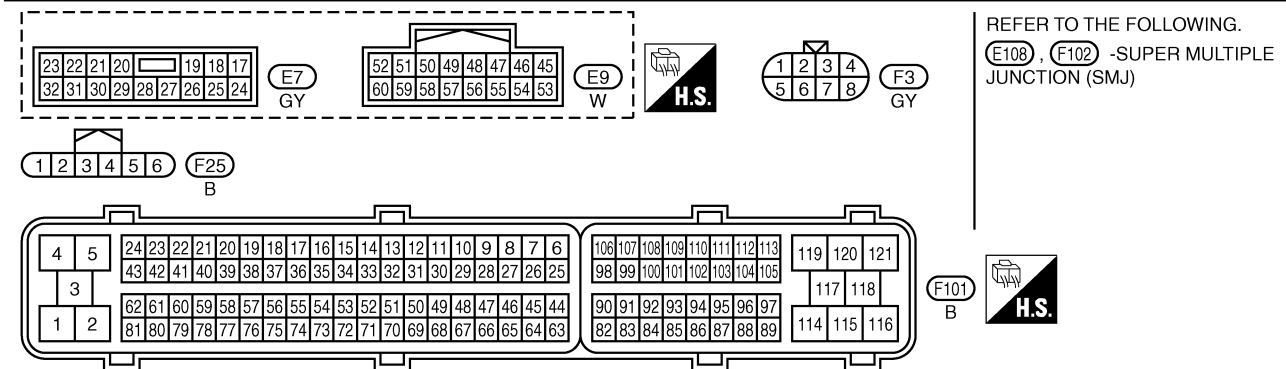 23 22 21 20 19 18 17
32 31 30 29 28 27 26 25 24
E7
GY
52 51 50 49 48 47 46 45
60 59 58 57 56 55 54 53
E9
W
H.S.
1 2 3 4
5 6 7 8
F3
GY
REFER TO THE FOLLOWING.
E108 , F102 -SUPER MULTIPLE
JUNCTION (SMJ)
1 2 3 4 5 6
F25
B
4 5
3
1 2
24 23 22 21 20 19 18 17 16 15 14 13 12 11 10 9 8 7 6
43 42 41 40 39 38 37 36 35 34 33 32 31 30 29 28 27 26 25
62 61 60 59 58 57 56 55 54 53 52 51 50 49 48 47 46 45 44
81 80 79 78 77 76 75 74 73 72 71 70 69 68 67 66 65 64 63
106 107 108 109 110 111 112 113
98 99 100 101 102 103 104 105
90 91 92 93 94 95 96 97
82 83 84 85 86 87 88 89
119 120 121
117 118
114 115 116
F101
B
H.S.